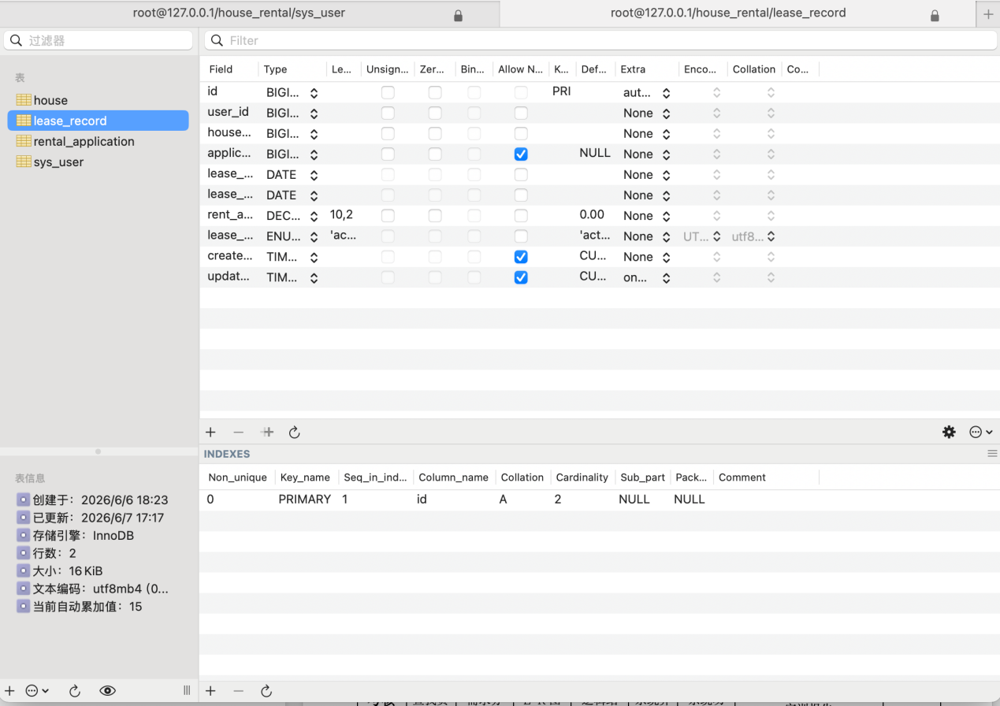 root@127.0.0.1/house_rental/sys_user
root@127.0.0.1/house_rental/lease_record
过滤器
Filter
表
house
lease_record
rental_application
sys_user
Field Type Le... Unsign... Zer... Bin... Allow N... K... Def... Extra Enco... Collation Co...
id BIGI... PRI aut...
user_id BIGI... None
house... BIGI... None
applic... BIGI... NULL None
lease_... DATE None
lease_... DATE None
rent_a... DEC... 10,2 0.00 None
lease_... ENU... 'ac... 'act... None UT... utf8...
create... TIM... CU... None
updat... TIM... CU... on...
INDEXES
Non_unique Key_name Seq_in_ind... Column_name Collation Cardinality Sub_part Pack... Comment
0 PRIMARY 1 id A 2 NULL NULL
表信息
创建于：2026/6/6 18:23
已更新：2026/6/7 17:17
存储引擎：InnoDB
行数：2
大小：16 KiB
文本编码：utf8mb4 (0...
当前自动累加值：15